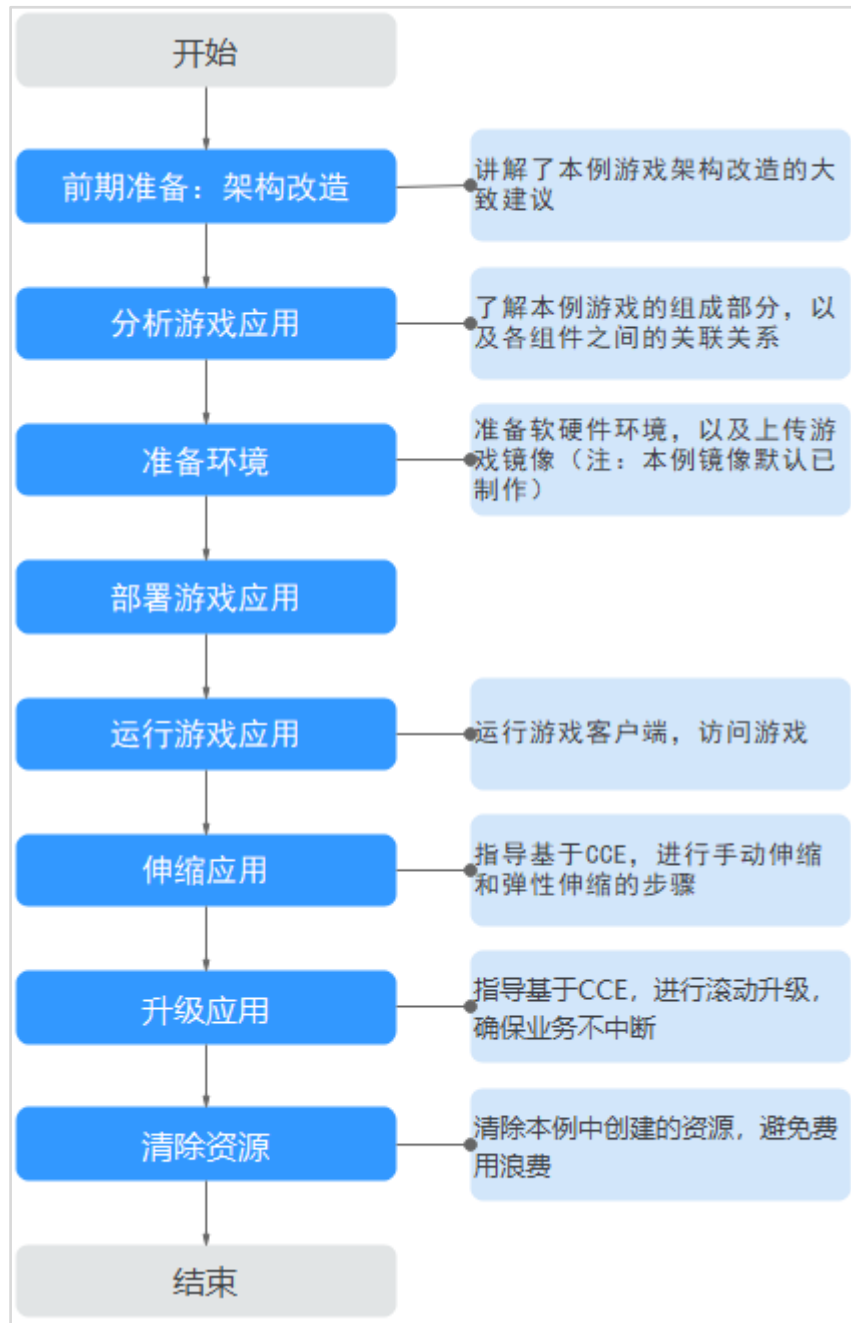 开始
前期准备：架构改造
讲解了本例游戏架构改造的大
致建议
分析游戏应用
了解本例游戏的组成部分，以
及各组件之间的关联关系
准备环境
准备软硬件环境，以及上传游
戏镜像（注：本例镜像默认已
制作）
部署游戏应用
运行游戏应用
运行游戏客户端，访问游戏
伸缩应用
指导基于CCE，进行手动伸缩
和弹性伸缩的步骤
升级应用
指导基于CCE，进行滚动升级，
确保业务不中断
清除资源
清除本例中创建的资源，避免费
用浪费
结束